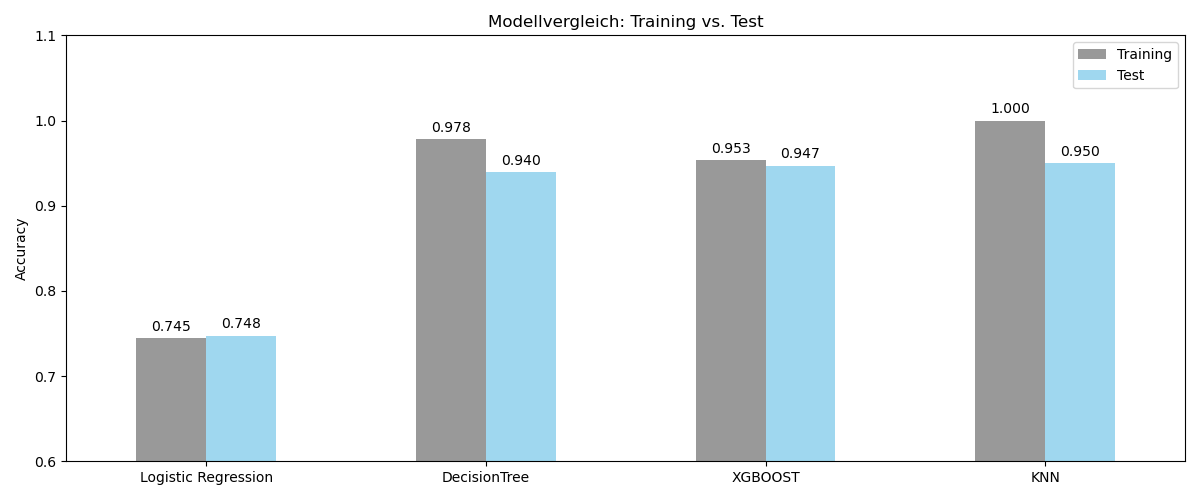 Modellvergleich: Training vs. Test
Training
Test
Accuracy
1.1
1.0
0.9
0.8
0.7
0.6
0.745
0.748
0.978
0.940
0.953
0.947
1.000
0.950
Logistic Regression
DecisionTree
XGBOOST
KNN